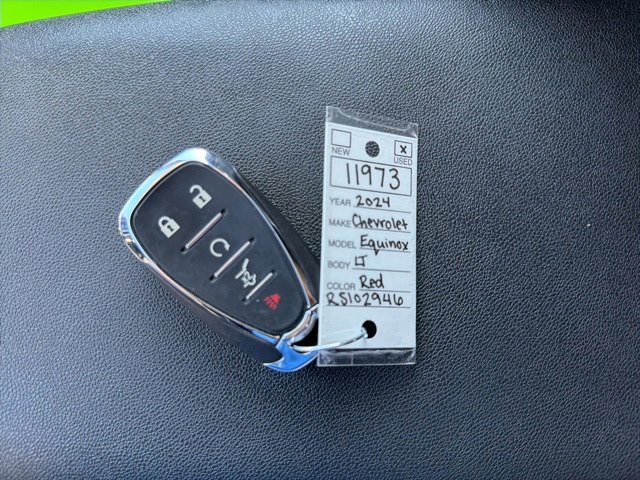 NEW X USED
11973
YEAR 2024
MAKE Chevrolet
MODEL Equinox
BODY LT
COLOR Red
RS102946